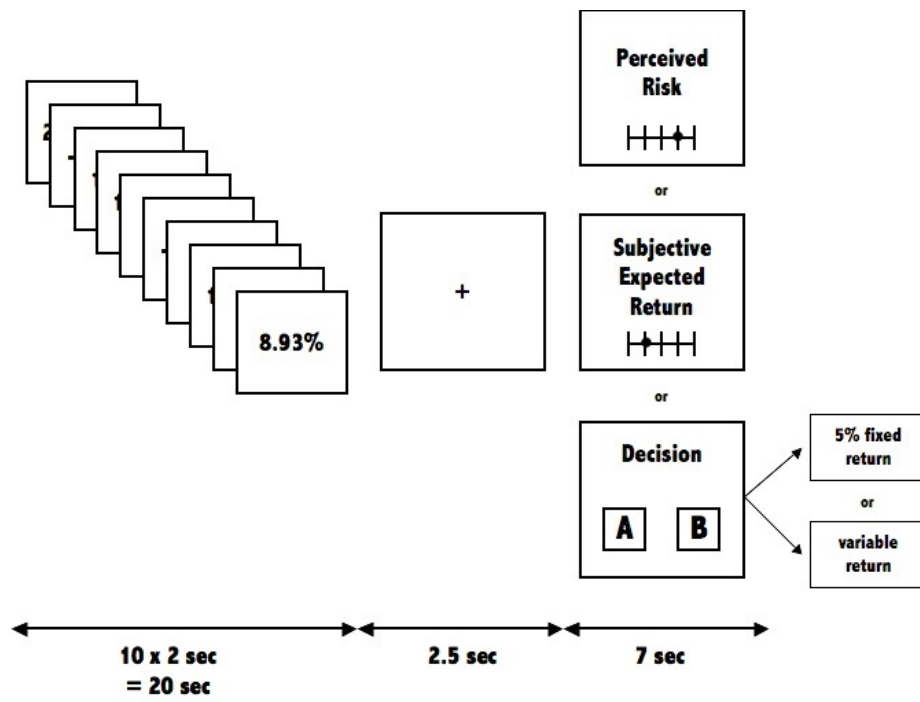 8.93%
+
Perceived
Risk
or
Subjective
Expected
Return
or
Decision
A
B
5% fixed
return
or
variable
return
10 x 2 sec
= 20 sec
2.5 sec
7 sec